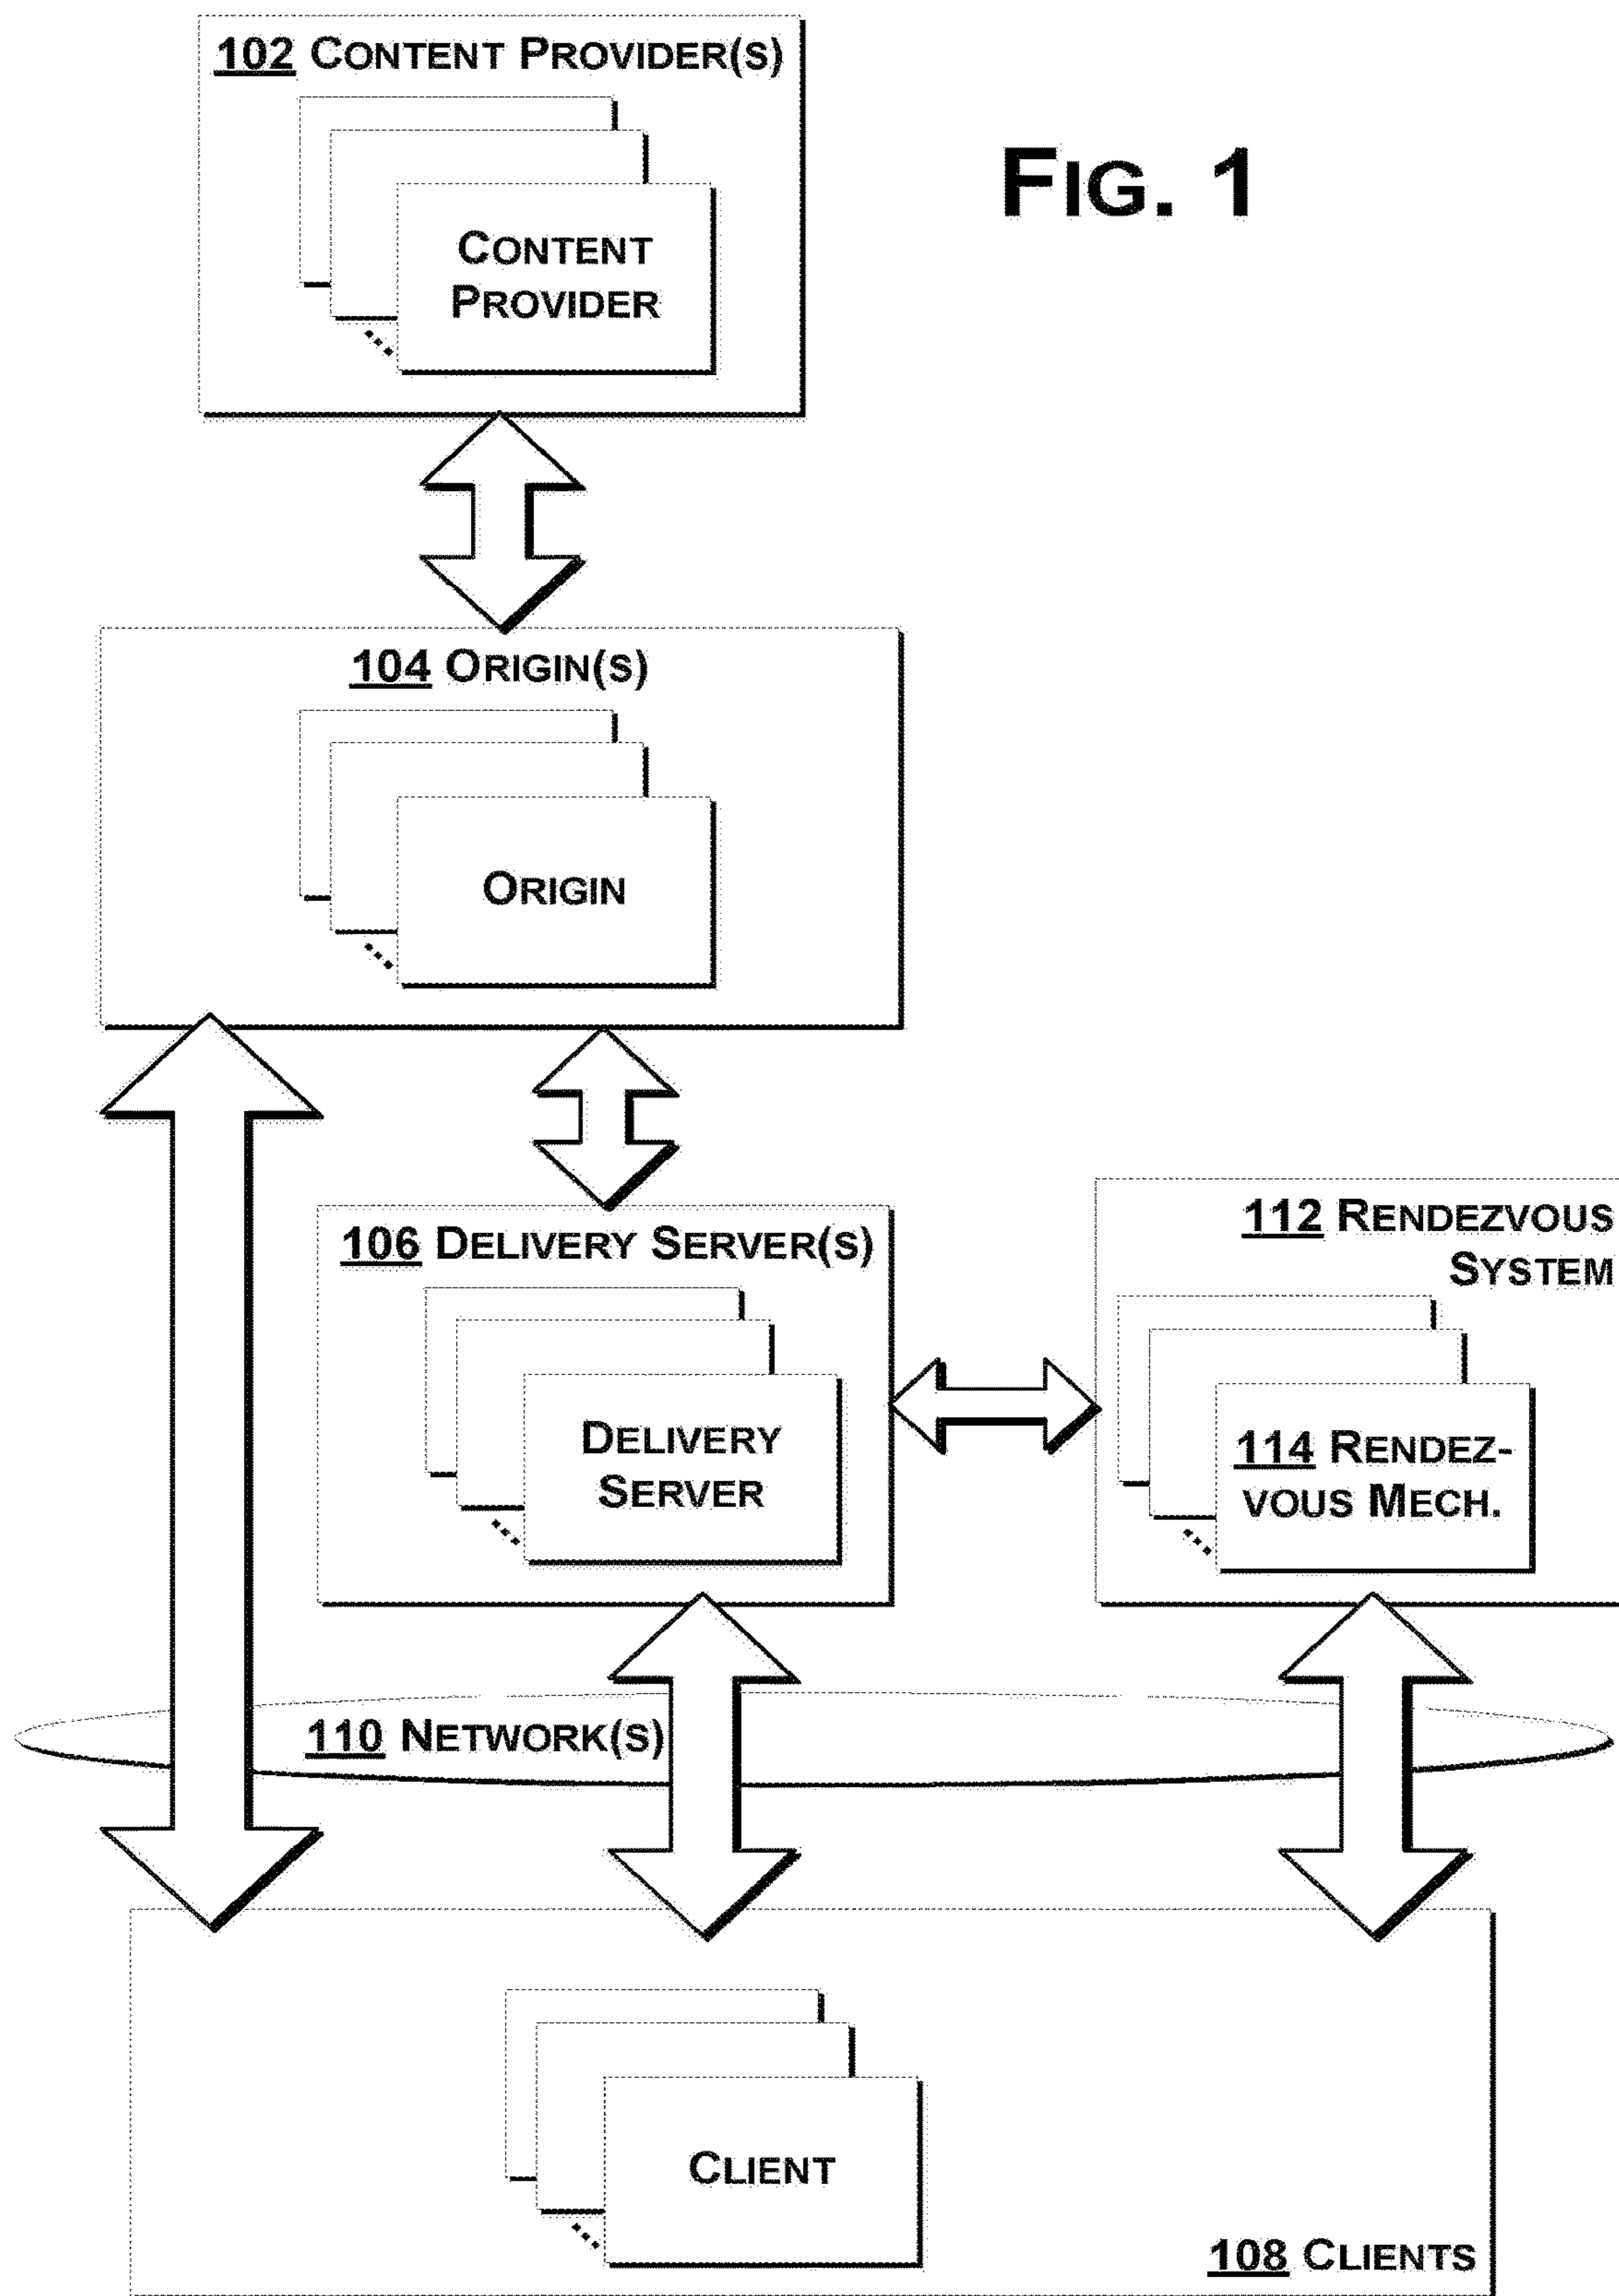 102 CONTENT PROVIDER(S)
FIG. 1
CONTENT
PROVIDER
104 ORIGIN(S)
ORIGIN
106 DELIVERY SERVER(S)
112 RENDEZVOUS
SYSTEM
DELIVERY
SERVER
114 RENDEZ-
VOUS MECH.
110 NETWORK(S)
CLIENT
108 CLIENTS